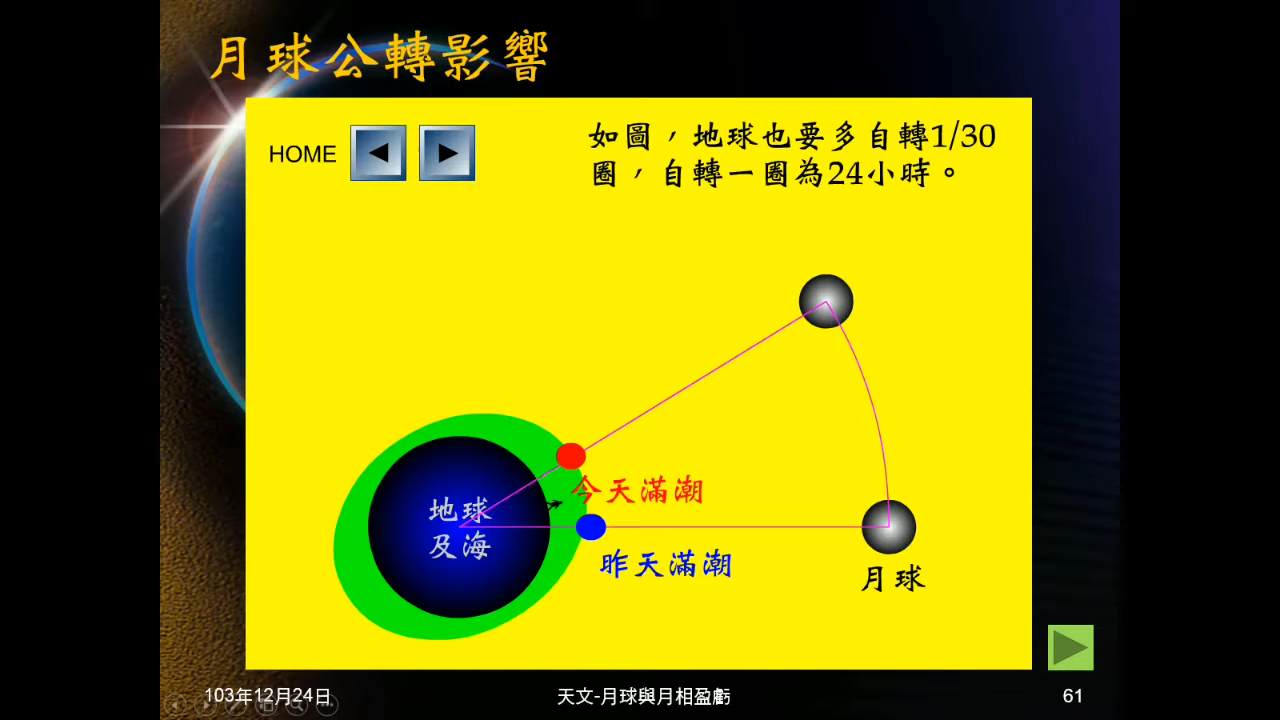 月球公轉影響
HOME
如圖，地球也要多自轉1/30
圈，自轉一圈為24小時。
今天滿潮
地球
及海
昨天滿潮
月球
103年12月24日
天文-月球與月相盈虧
61